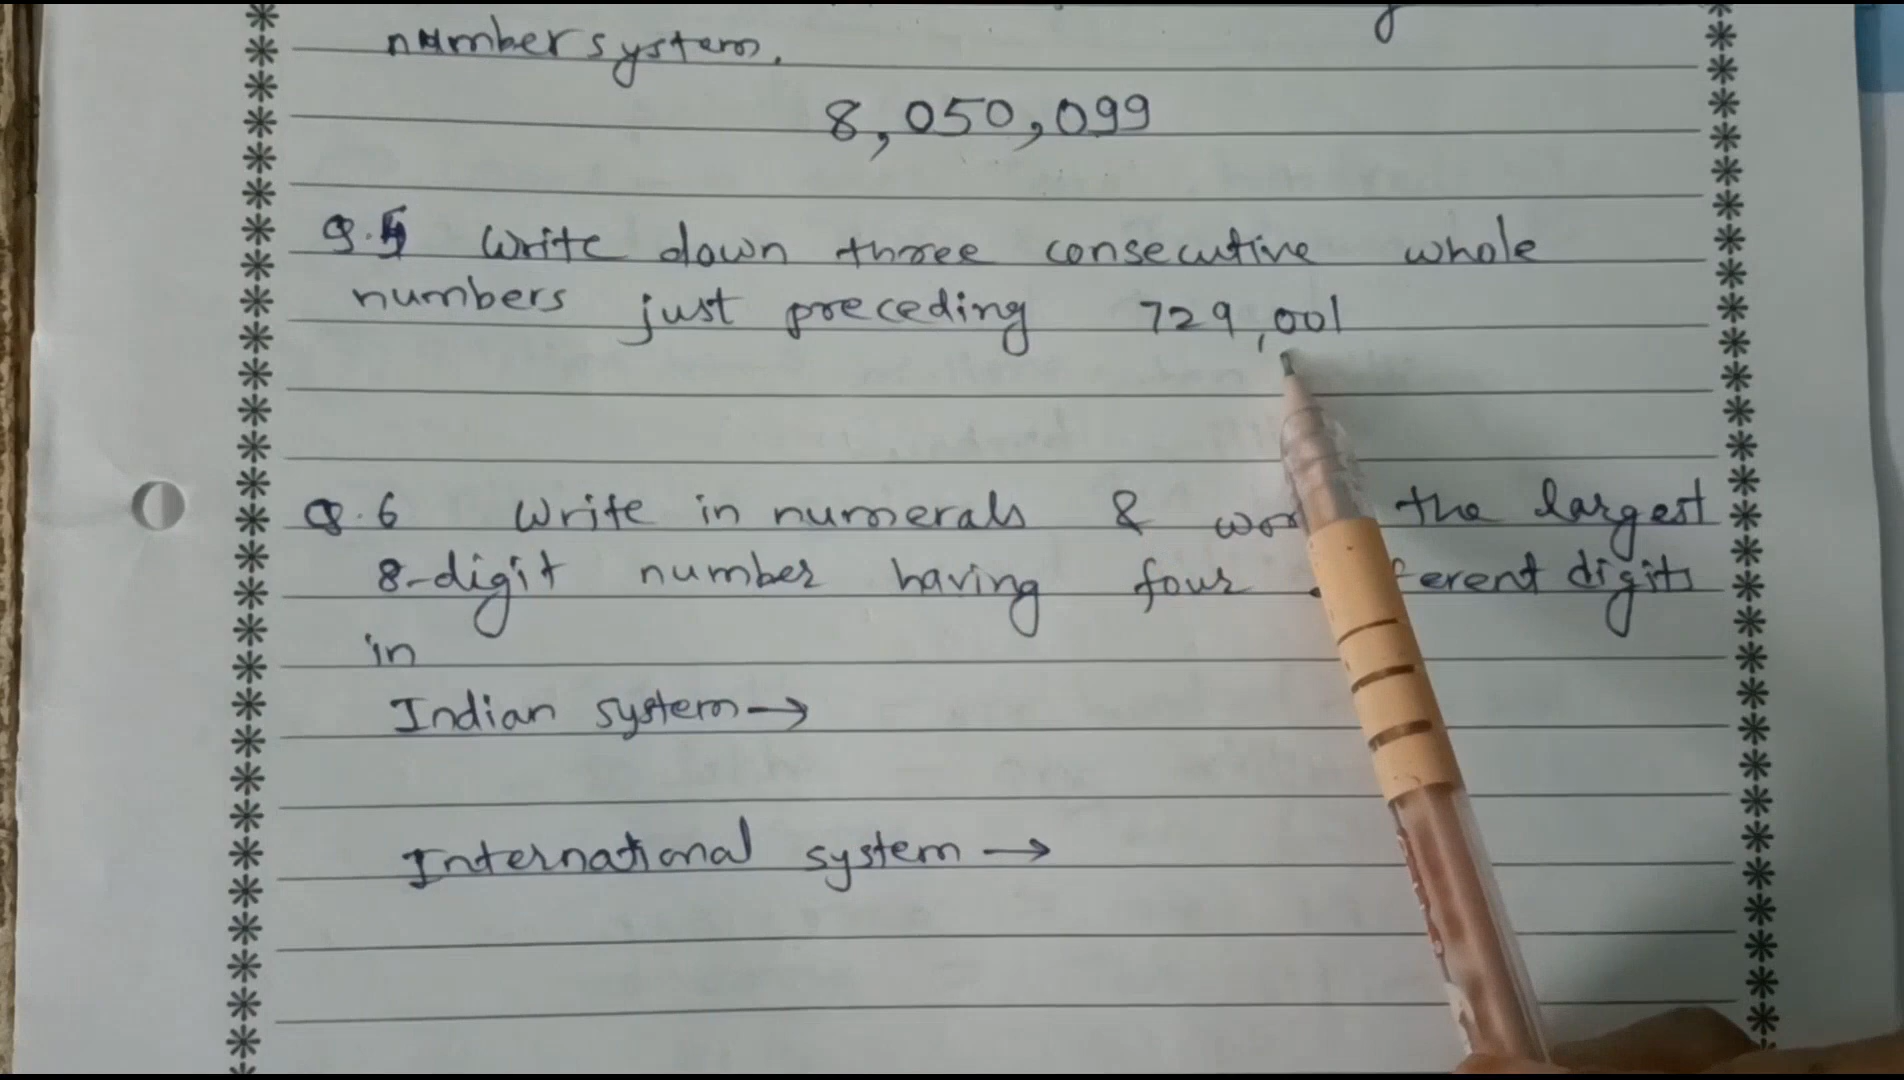 number system.
8,050,099
Q.5 Write down three consecutive whole
numbers just preceding 729,001
Q.6 Write in numerals & the largest
8-digit number having four digits
in
Indian system →
International system →